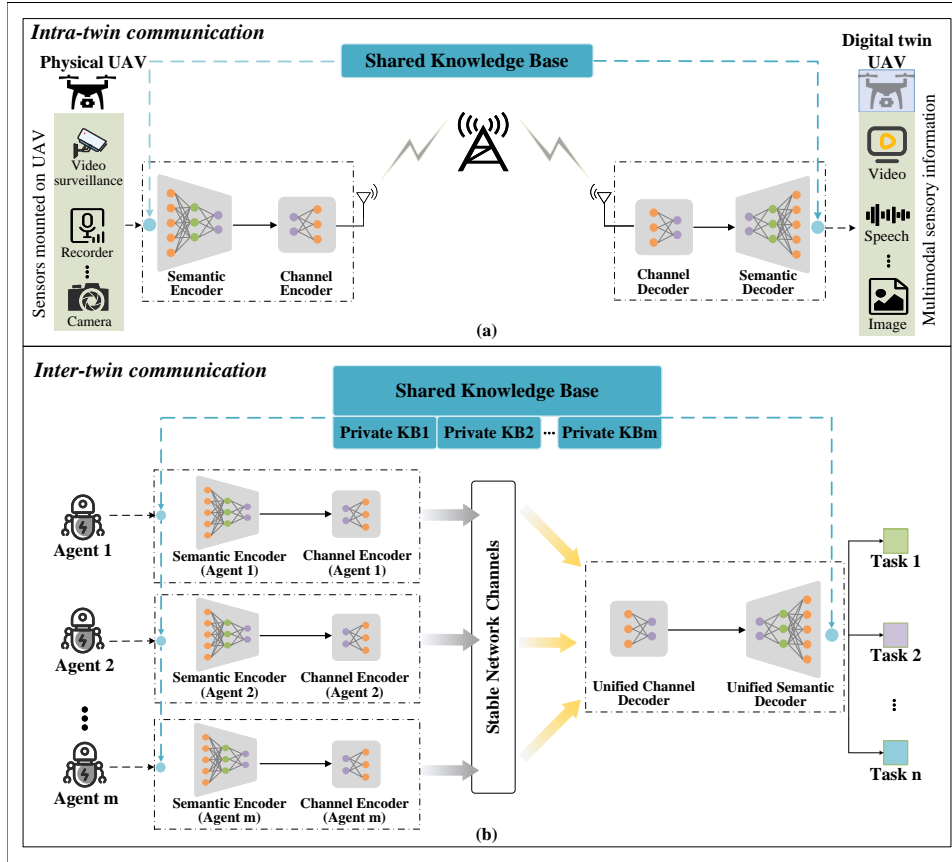 Intra-twin communication
Physical UAV
Shared Knowledge Base
Digital twin
UAV
Sensors mounted on UAV
Video
surveillance
Recorder
Camera
Semantic
Encoder
Channel
Encoder
Channel
Decoder
Semantic
Decoder
Video
Speech
Image
Multimodal sensory information
(a)
Inter-twin communication
Shared Knowledge Base
Private KB1
Private KB2
...
Private KBm
Agent 1
Semantic Encoder
(Agent 1)
Channel Encoder
(Agent 1)
Agent 2
Semantic Encoder
(Agent 2)
Channel Encoder
(Agent 2)
Agent m
Semantic Encoder
(Agent m)
Channel Encoder
(Agent m)
Stable Network Channels
Unified Channel
Decoder
Unified Semantic
Decoder
Task 1
Task 2
Task n
(b)